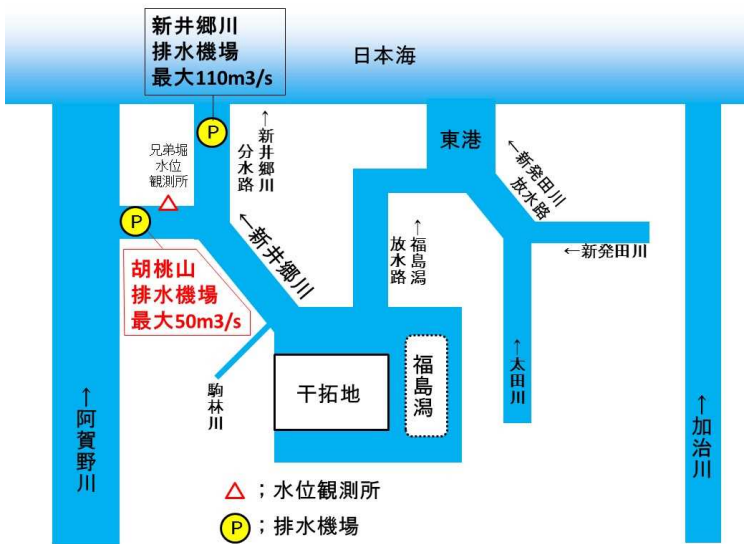 新井郷川
排水機場
最大110m3/s
日本海
P
兄弟堀
水位
観測所
↑新井郷川
分水路
東港
←新発田川
放水路
P
←新井郷川
↑福島潟
放水路
←新発田川
胡桃山
排水機場
最大50m3/s
駒林川
干拓地
福島潟
↑太田川
↑阿賀野川
↑加治川
；水位観測所
P
；排水機場